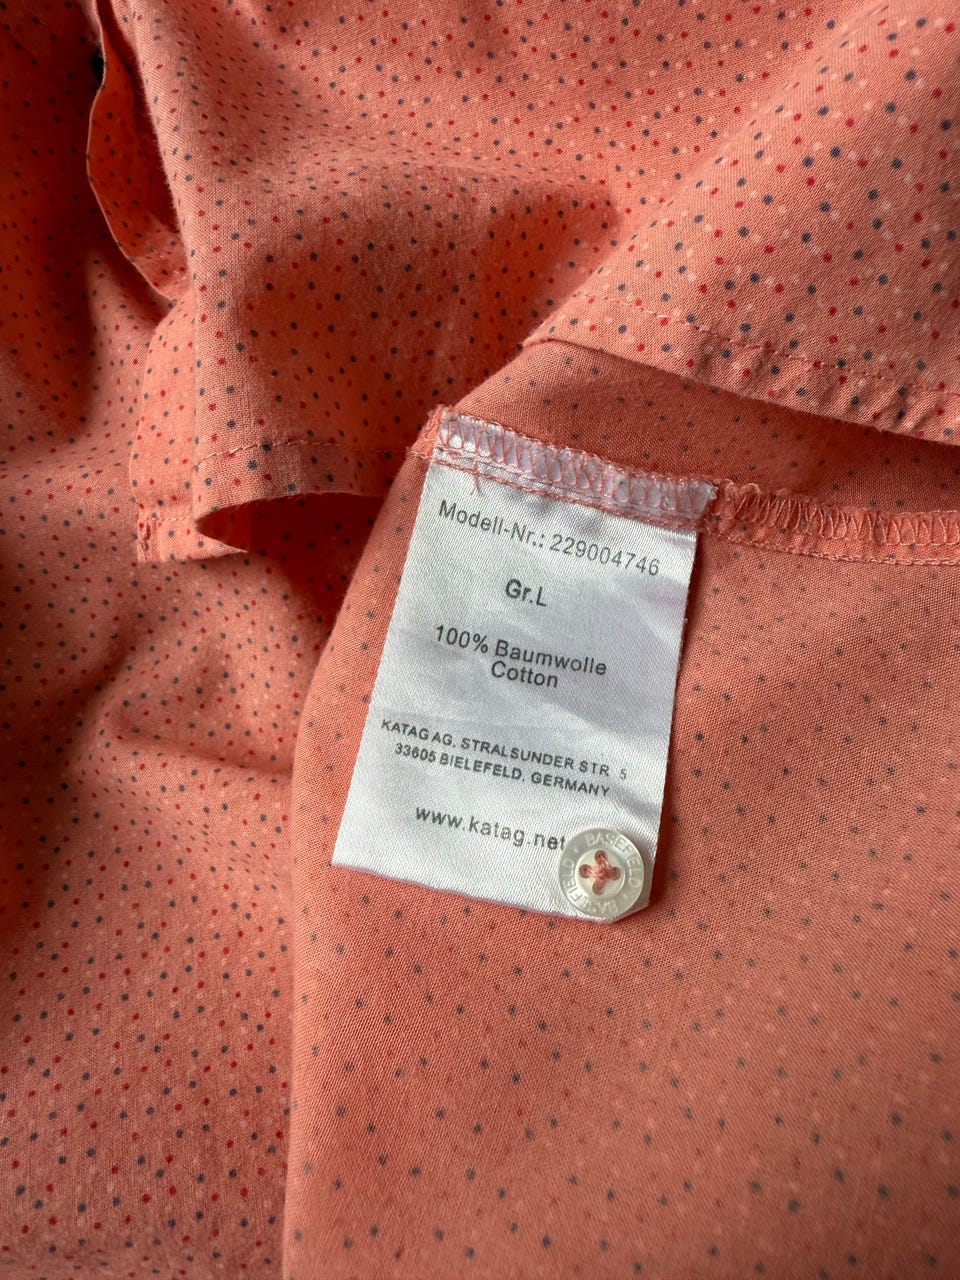 Modell-Nr.: 229004746
Gr.L
100% Baumwolle
Cotton
KATAG AG, STRALSUNDER STR 5
33605 BIELEFELD, GERMANY
www.katag.net
BASEFIELD • BASEFIELD •